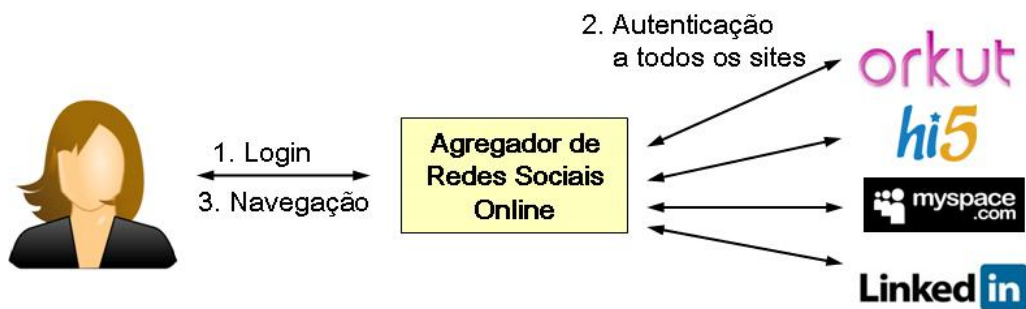 2. Autenticação
a todos os sites
orkut
hi5
1. Login
3. Navegação
Agregador de
Redes Sociais
Online
myspace
.com
Linked in